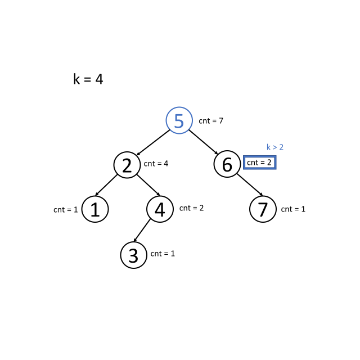 k = 4
5 cnt = 7
k > 2
2 cnt = 4 6 cnt = 2
cnt = 1 1 4 cnt = 2 7 cnt = 1
3 cnt = 1